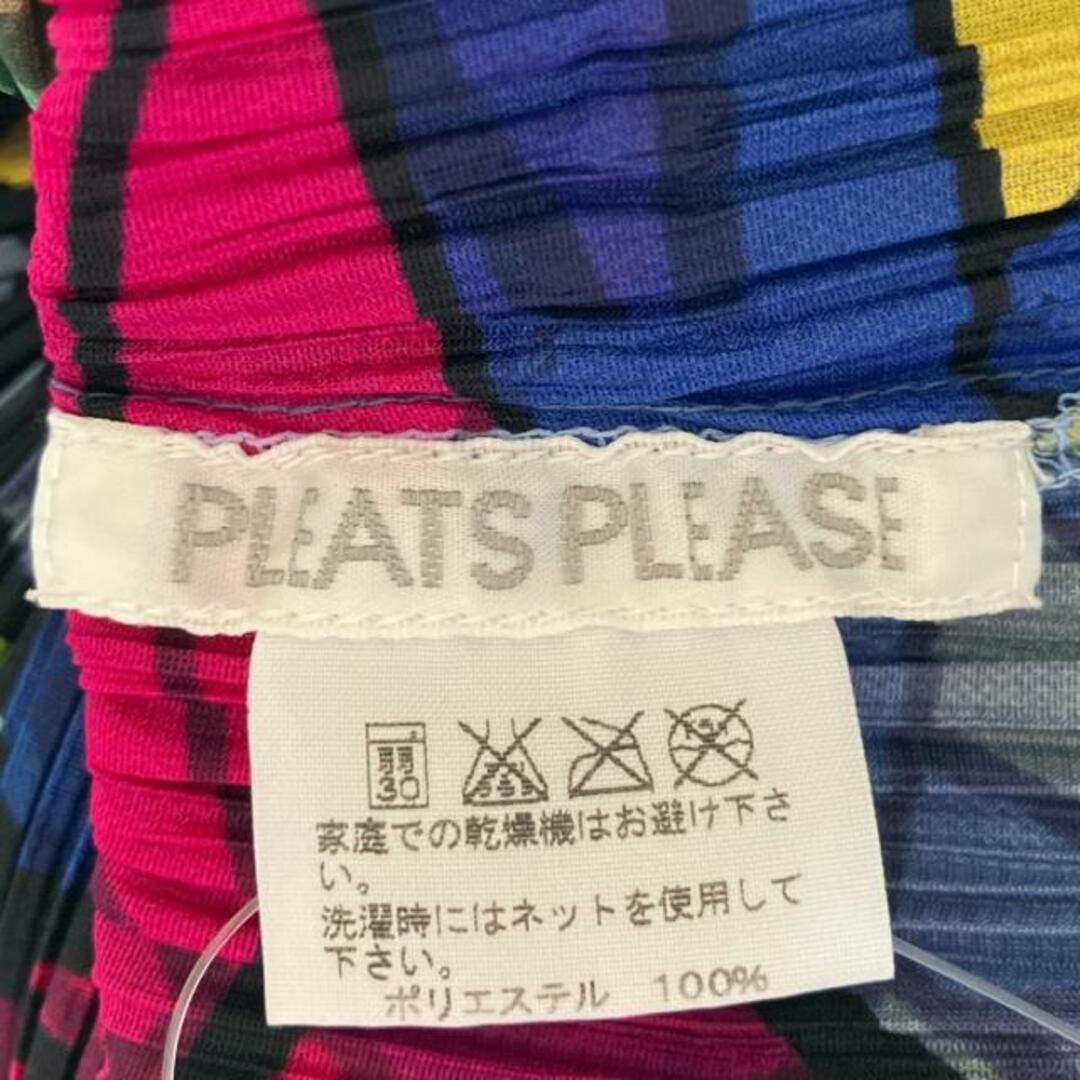 PLEATS PLEASE
弱
30
家庭での乾燥機はお避け下さ
い。
洗濯時にはネットを使用して
下さい。
ポリエステル 100%